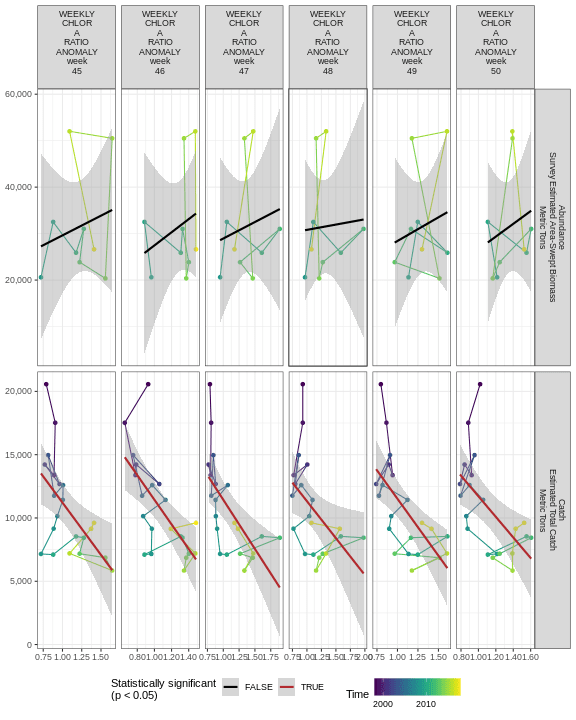 WEEKLY
CHLOR
A
RATIO
ANOMALY
week
45
WEEKLY
CHLOR
A
RATIO
ANOMALY
week
46
WEEKLY
CHLOR
A
RATIO
ANOMALY
week
47
WEEKLY
CHLOR
A
RATIO
ANOMALY
week
48
WEEKLY
CHLOR
A
RATIO
ANOMALY
week
49
WEEKLY
CHLOR
A
RATIO
ANOMALY
week
50
60,000
40,000
20,000
Abundance
Survey Estimated Area-Swept Biomass
Metric Tons
20,000
15,000
10,000
5,000
0
Catch
Estimated Total Catch
Metric Tons
0.75 1.00 1.25 1.50
0.80 1.00 1.20 1.40
0.75 1.00 1.25 1.50 1.75
0.75 1.00 1.25 1.50 1.75 2.00
0.75 1.00 1.25 1.50
0.80 1.00 1.20 1.40 1.60
Statistically significant
(p < 0.05)
FALSE
TRUE
Time
2000
2010